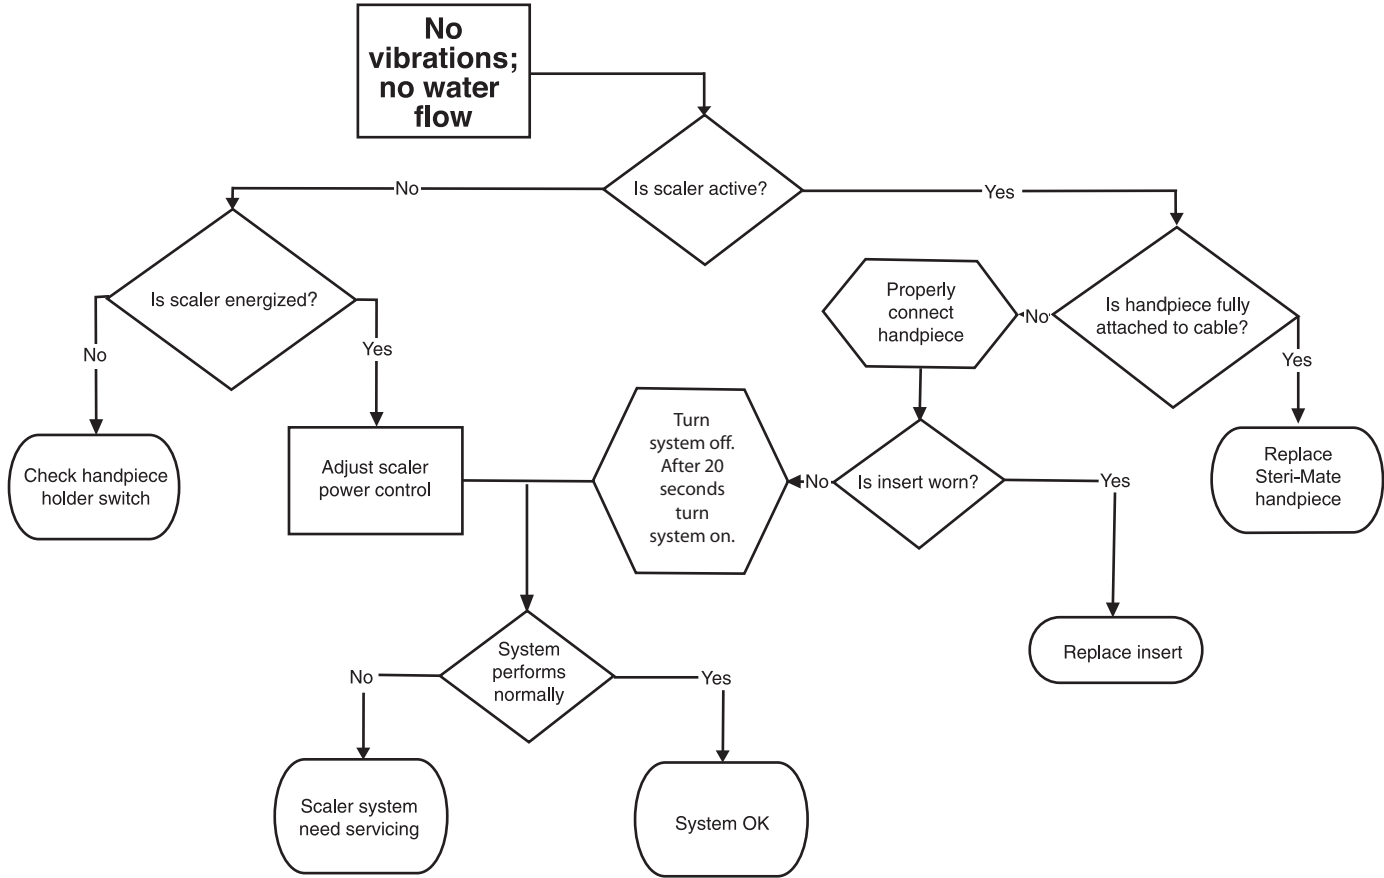 No
vibrations;
no water
flow
Is scaler active?
No
Yes
Is scaler energized?
Properly
connect
handpiece
No
Is handpiece fully
attached to cable?
No
Yes
Yes
Check handpiece
holder switch
Adjust scaler
power control
Turn
system off.
After 20
seconds
turn
system on.
No
Is insert worn?
Yes
Replace
Steri-Mate
handpiece
System
performs
normally
Replace insert
No
Yes
Scaler system
need servicing
System OK